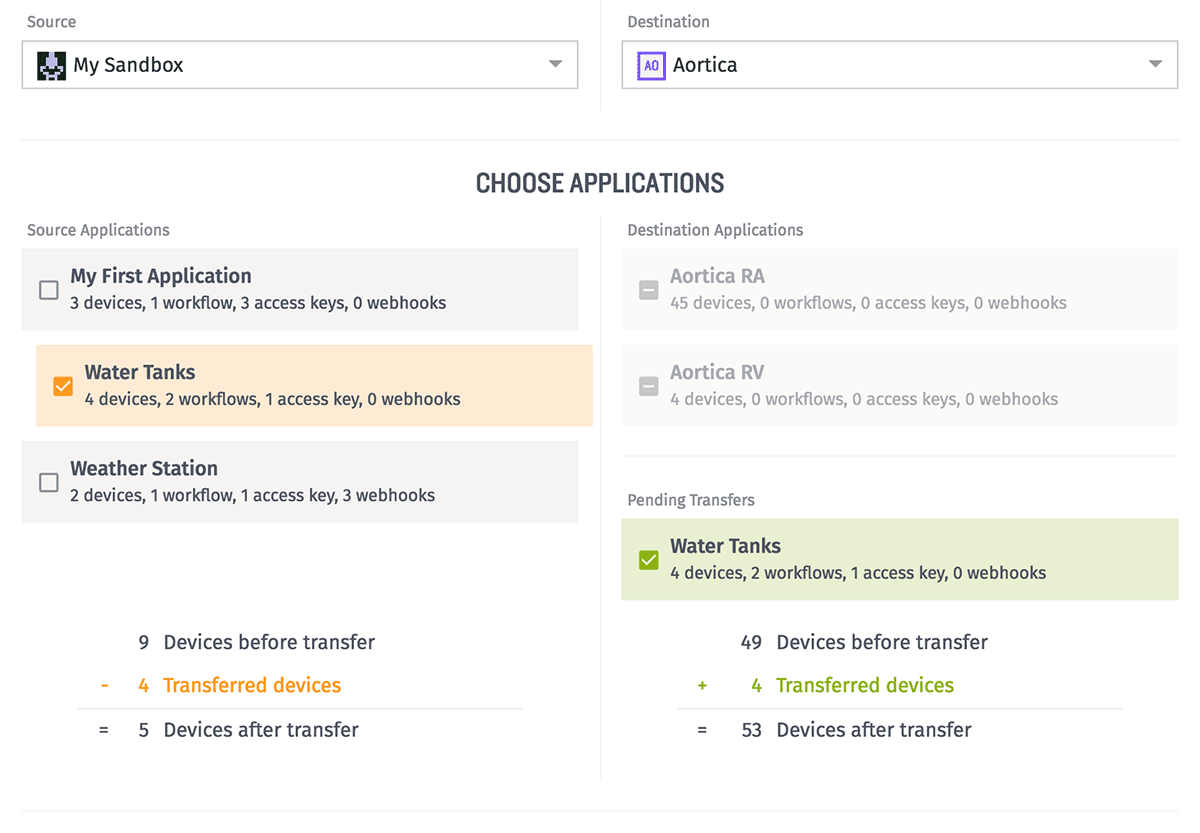 Source
My Sandbox
Destination
AO Aortica
CHOOSE APPLICATIONS
Source Applications
My First Application
3 devices, 1 workflow, 3 access keys, 0 webhooks
Water Tanks
4 devices, 2 workflows, 1 access key, 0 webhooks
Weather Station
2 devices, 1 workflow, 1 access key, 3 webhooks
9 Devices before transfer
- 4 Transferred devices
= 5 Devices after transfer
Destination Applications
Aortica RA
45 devices, 0 workflows, 0 access keys, 0 webhooks
Aortica RV
4 devices, 0 workflows, 0 access keys, 0 webhooks
Pending Transfers
Water Tanks
4 devices, 2 workflows, 1 access key, 0 webhooks
49 Devices before transfer
+ 4 Transferred devices
= 53 Devices after transfer